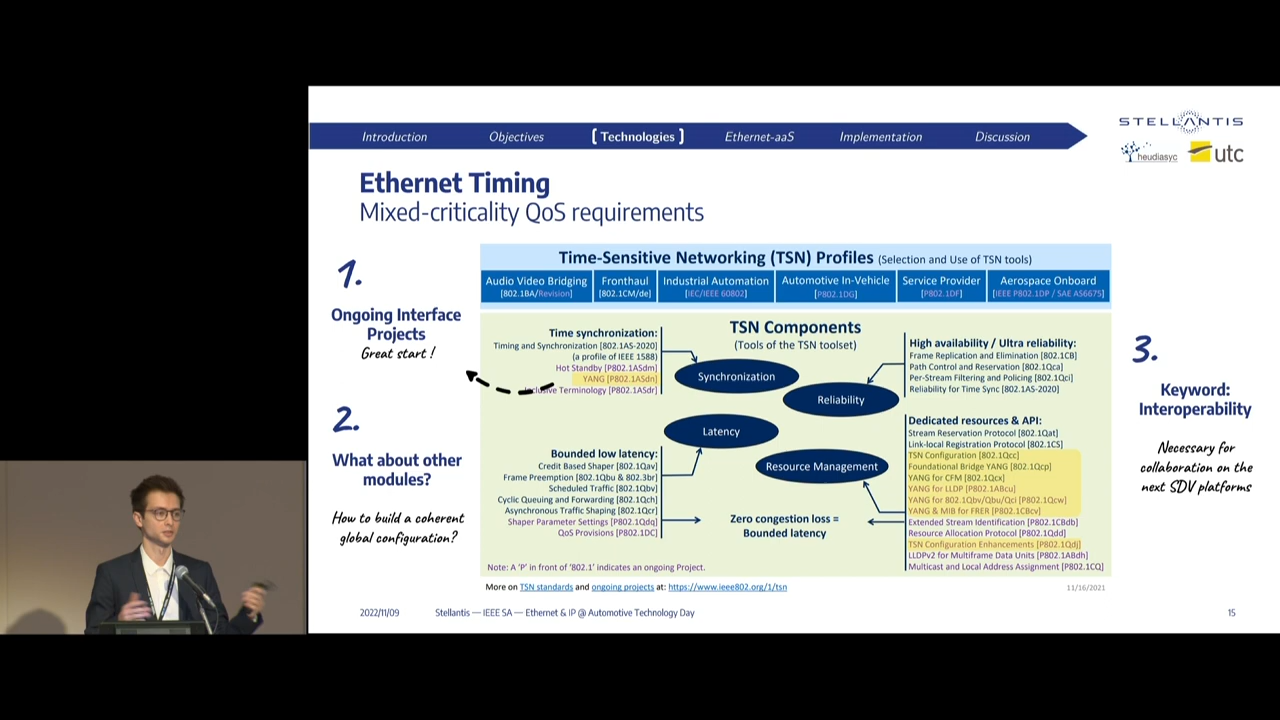 Introduction
Objectives
[ Technologies ]
Ethernet-aaS
Implementation
Discussion
STELLANTIS
heudiasyc
utc
Ethernet Timing
Mixed-criticality QoS requirements
1.
Ongoing Interface
Projects
Great start !
2.
What about other
modules?
How to build a coherent
global configuration?
Time-Sensitive Networking (TSN) Profiles (Selection and Use of TSN tools)
Audio Video Bridging
[802.1BA/Revision]
Fronthaul
[802.1CM/de]
Industrial Automation
[IEC/IEEE 60802]
Automotive In-Vehicle
[P802.1DG]
Service Provider
[P802.1DF]
Aerospace Onboard
[IEEE P802.1DP / SAE AS6675]
TSN Components
(Tools of the TSN toolset)
Time synchronization:
Timing and Synchronization [802.1AS-2020]
(a profile of IEEE 1588)
Hot Standby [P802.1ASdm]
YANG [P802.1ASdn]
Inclusive Terminology [P802.1ASdr]
Synchronization
Reliability
Latency
Resource Management
High availability / Ultra reliability:
Frame Replication and Elimination [802.1CB]
Path Control and Reservation [802.1Qca]
Per-Stream Filtering and Policing [802.1Qci]
Reliability for Time Sync [802.1AS-2020]
Bounded low latency:
Credit Based Shaper [802.1Qav]
Frame Preemption [802.1Qbu & 802.3br]
Scheduled Traffic [802.1Qbv]
Cyclic Queuing and Forwarding [802.1Qch]
Asynchronous Traffic Shaping [802.1Qcr]
Shaper Parameter Settings [P802.1Qdq]
QoS Provisions [P802.1DC]
Zero congestion loss =
Bounded latency
Dedicated resources & API:
Stream Reservation Protocol [802.1Qat]
Link-local Registration Protocol [802.1CS]
TSN Configuration [802.1Qcc]
Foundational Bridge YANG [802.1Qcp]
YANG for CFM [802.1Qcx]
YANG for LLDP [P802.1ABcu]
YANG for 802.1Qbv/Qbu/Qci [P802.1Qcw]
YANG & MIB for FRER [P802.1CBcv]
Extended Stream Identification [P802.1CBdb]
Resource Allocation Protocol [P802.1Qdd]
TSN Configuration Enhancements [P802.1Qdj]
LLDPv2 for Multiframe Data Units [P802.1ABdh]
Multicast and Local Address Assignment [P802.1CQ]
Note: A 'P' in front of '802.1' indicates an ongoing Project.
More on TSN standards and ongoing projects at: https://www.ieee802.org/1/tsn
11/16/2021
3.
Keyword:
Interoperability
Necessary for
collaboration on the
next SDV platforms
2022/11/09
Stellantis — IEEE SA — Ethernet & IP @ Automotive Technology Day
15